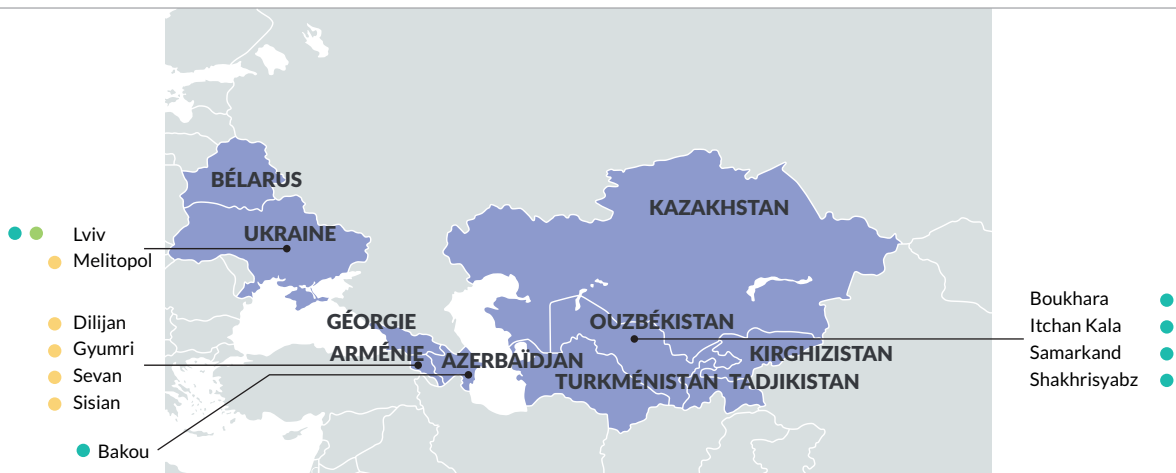 BÉLARUS
UKRAINE
KAZAKHSTAN
GÉORGIE
ARMÉNIE
AZERBAÏDJAN
OUZBÉKISTAN
KIRGHIZISTAN
TURKMÉNISTAN
TADJIKISTAN
Lviv
Melitopol
Dilijan
Gyumri
Sevan
Sisian
Bakou
Boukhara
Itchan Kala
Samarkand
Shakhrisyabz